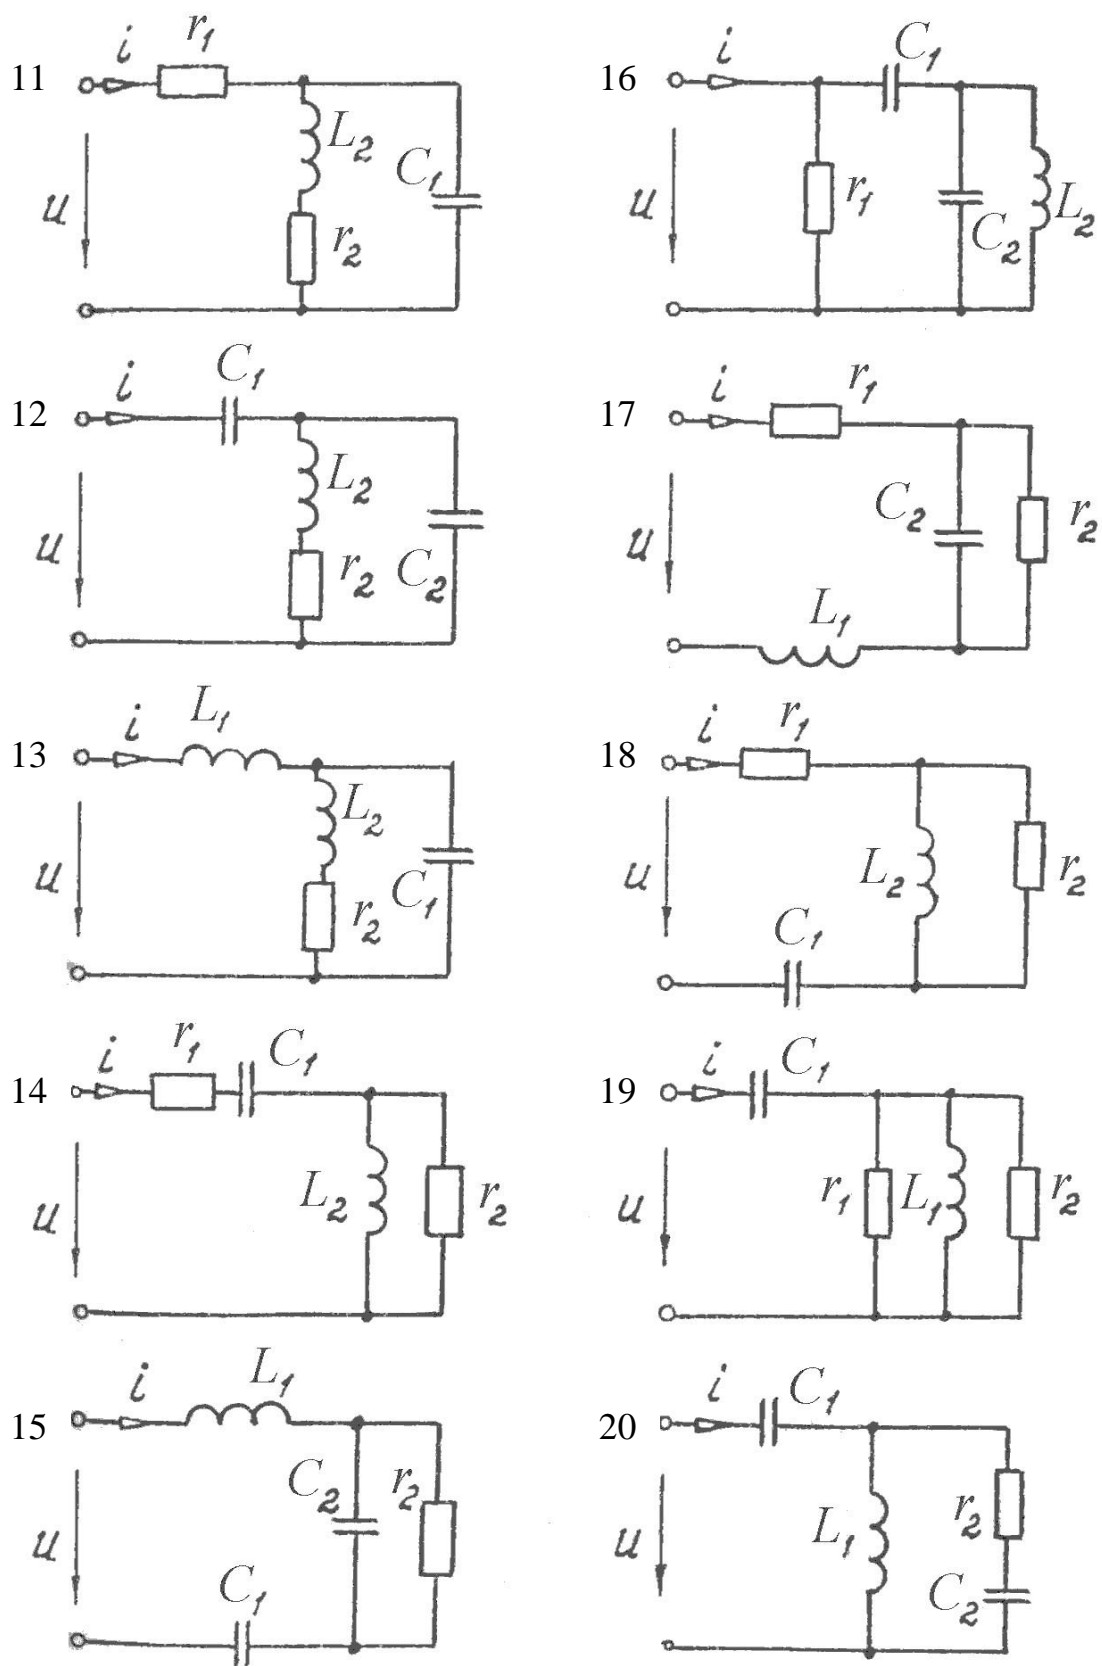 11 i r₁ L₂ C₁ r₂ u
12 i C₁ L₂ r₂ C₂ u
13 i L₁ L₂ r₂ C₁ u
14 i r₁ C₁ L₂ r₂ u
15 i L₁ C₂ r₂ C₁ u
16 i C₁ r₁ C₂ L₂ u
17 i r₁ C₂ r₂ L₁ u
18 i r₁ L₂ r₂ C₁ u
19 i C₁ r₁ L₁ r₂ u
20 i C₁ L₁ r₂ C₂ u